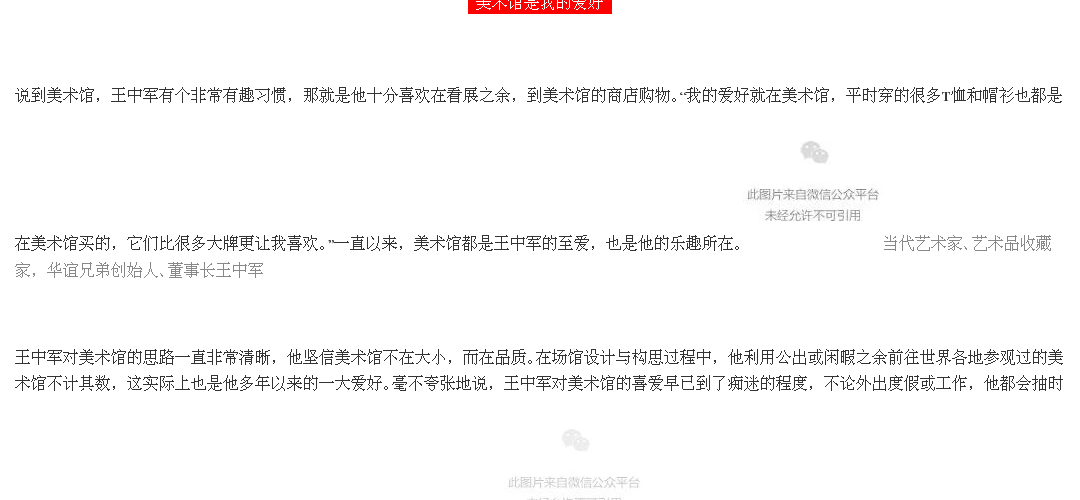 美术馆是我的爱好
说到美术馆，王中军有个非常有趣习惯，那就是他十分喜欢在看展之余，到美术馆的商店购物。“我的爱好就在美术馆，平时穿的很多T恤和帽衫也都是
此图片来自微信公众平台
未经允许不可引用
在美术馆买的，它们比很多大牌更让我喜欢。”一直以来，美术馆都是王中军的至爱，也是他的乐趣所在。 当代艺术家、艺术品收藏
家，华谊兄弟创始人、董事长王中军
王中军对美术馆的思路一直非常清晰，他坚信美术馆不在大小，而在品质。在场馆设计与构思过程中，他利用公出或闲暇之余前往世界各地参观过的美
术馆不计其数，这实际上也是他多年以来的一大爱好。毫不夸张地说，王中军对美术馆的喜爱早已到了痴迷的程度，不论外出度假或工作，他都会抽时
此图片来自微信公众平台
未经允许不可引用